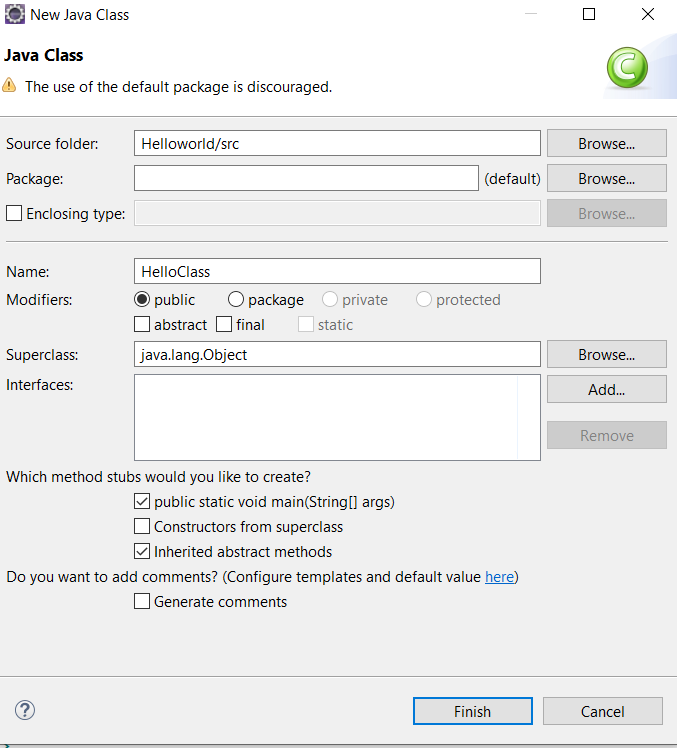 New Java Class
Java Class
The use of the default package is discouraged.
Source folder: Helloworld/src Browse...
Package: (default) Browse...
Enclosing type: Browse...
Name: HelloClass
Modifiers: public package private protected
abstract final static
Superclass: java.lang.Object Browse...
Interfaces: Add...
Remove
Which method stubs would you like to create?
public static void main(String[] args)
Constructors from superclass
Inherited abstract methods
Do you want to add comments? (Configure templates and default value here)
Generate comments
? Finish Cancel